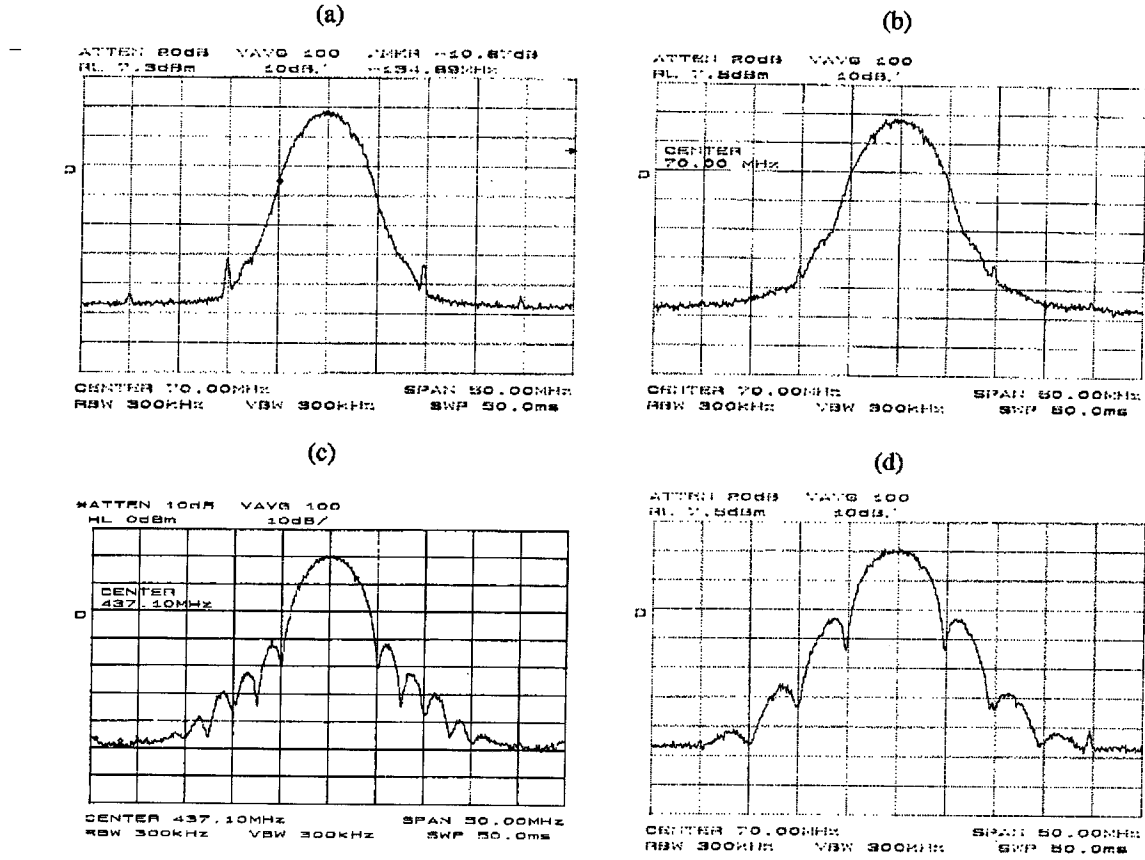 (a)
ATTEN 20dB VAVG 100
RL 7.3dBm 10dB/
D
CENTER 70.00MHz SPAN 50.00MHz
RBW 300kHz VBW 300kHz SWP 50.0ms
(b)
ATTEN 20dB VAVG 100
RL 7.5dBm 10dB/
CENTER
70.00 MHz
D
CENTER 70.00MHz SPAN 50.00MHz
RBW 300kHz VBW 300kHz SWP 50.0ms
(c)
*ATTEN 10dB VAVG 100
RL 0dBm 10dB/
CENTER
437.10MHz
D
CENTER 437.10MHz
RBW 300kHz VBW 300kHz SWP 50.0ms
(d)
ATTEN 20dB VAVG 100
RL 7.5dBm 10dB/
D
CENTER 70.00MHz SPAN 50.00MHz
RBW 300kHz VBW 300kHz SWP 50.0ms